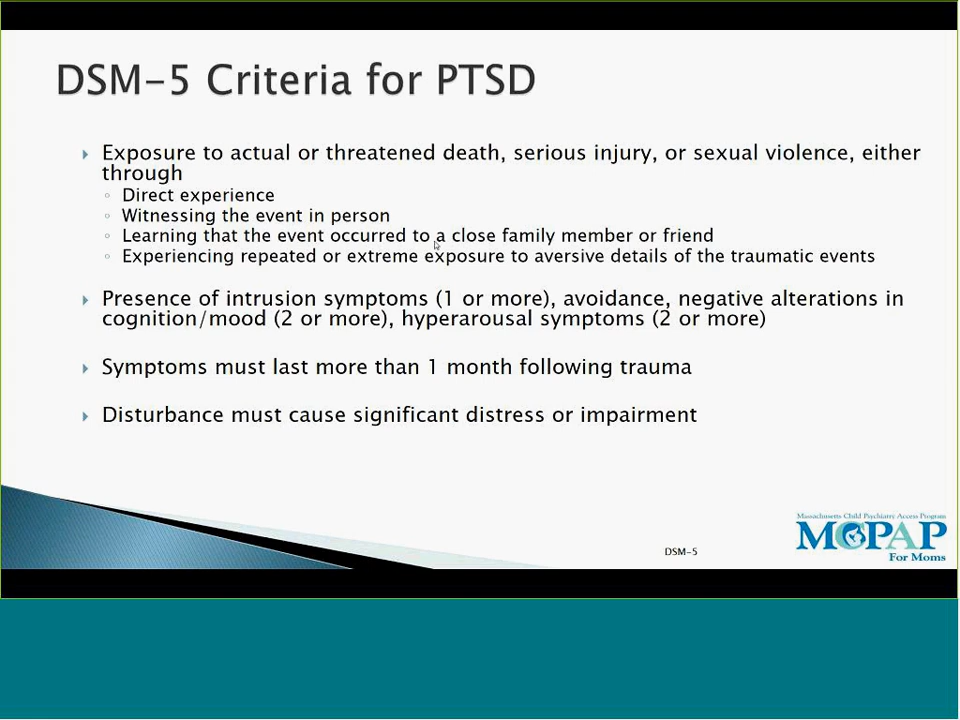 DSM-5 Criteria for PTSD
Exposure to actual or threatened death, serious injury, or sexual violence, either
through
Direct experience
Witnessing the event in person
Learning that the event occurred to a close family member or friend
Experiencing repeated or extreme exposure to aversive details of the traumatic events
Presence of intrusion symptoms (1 or more), avoidance, negative alterations in
cognition/mood (2 or more), hyperarousal symptoms (2 or more)
Symptoms must last more than 1 month following trauma
Disturbance must cause significant distress or impairment
DSM-5
Massachusetts Child Psychiatry Access Program
MCPAP
For Moms